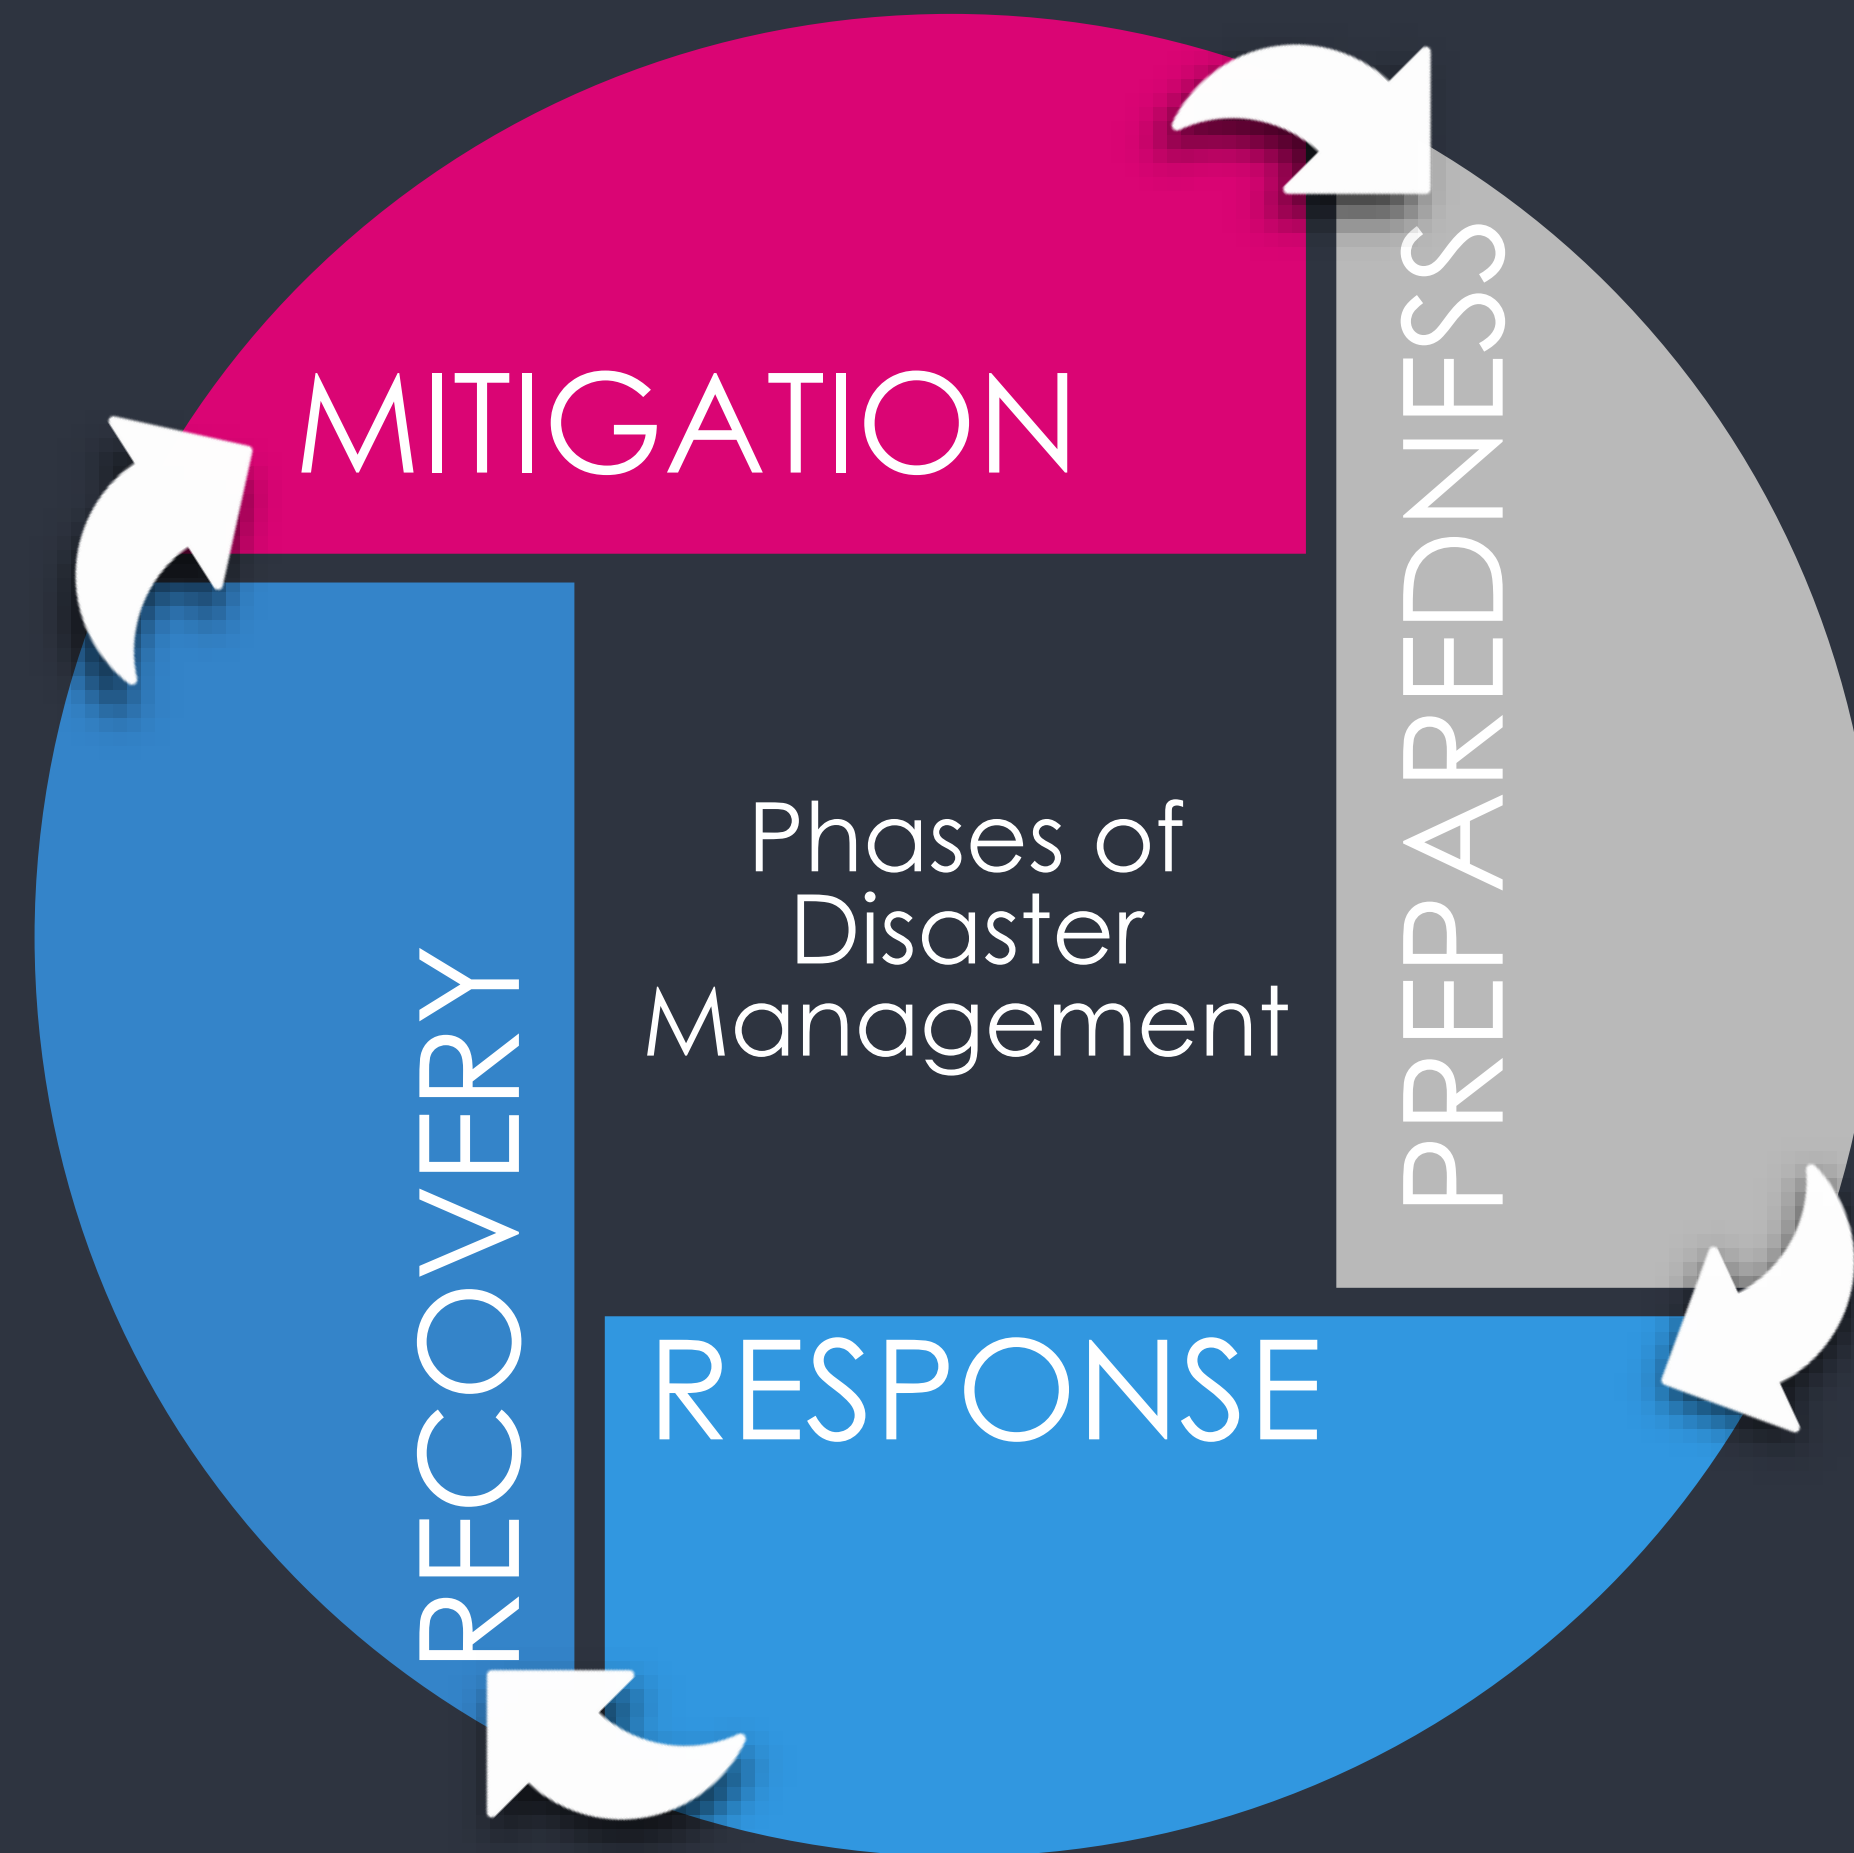 MITIGATION
PREPAREDNESS
Phases of
Disaster
Management
RECOVERY
RESPONSE